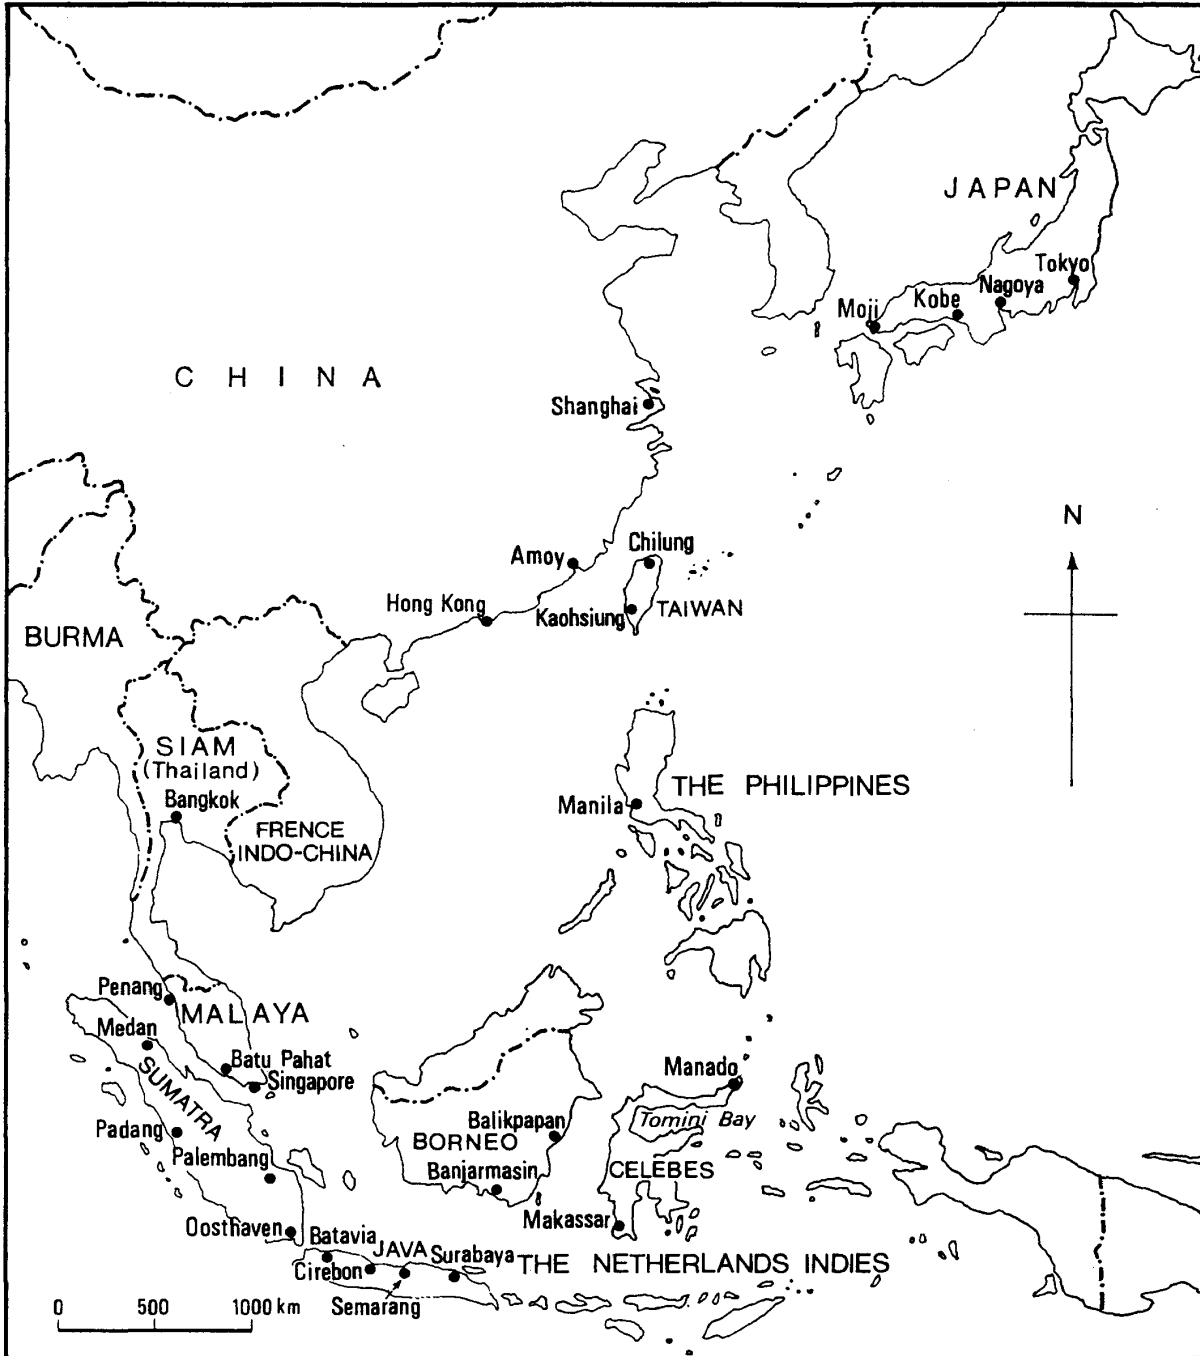 JAPAN
Tokyo
Nagoya
Kobe
Moji
CHINA
Shanghai
N
Chilung
Amoy
Hong Kong
Kaohsiung
TAIWAN
BURMA
SIAM
(Thailand)
Bangkok
THE PHILIPPINES
Manila
FRENCE
INDO-CHINA
Penang
MALAYA
Medan
Batu Pahat
Singapore
SUMATRA
Manado
Tomini Bay
Balikpapan
BORNEO
Padang
Palembang
Banjarmasin
CELEBES
Makassar
Oosthaven
Batavia
JAVA
Surabaya
THE NETHERLANDS INDIES
Cirebon
Semarang
0 500 1000 km